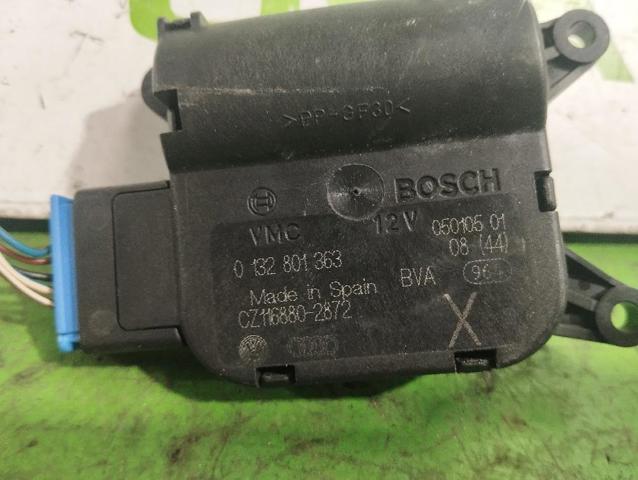 >PP-GF30<
BOSCH
VMC 12V 050105 01
08 (44)
0 132 801 363
BVA
Made in Spain
CZ116880-2872
X